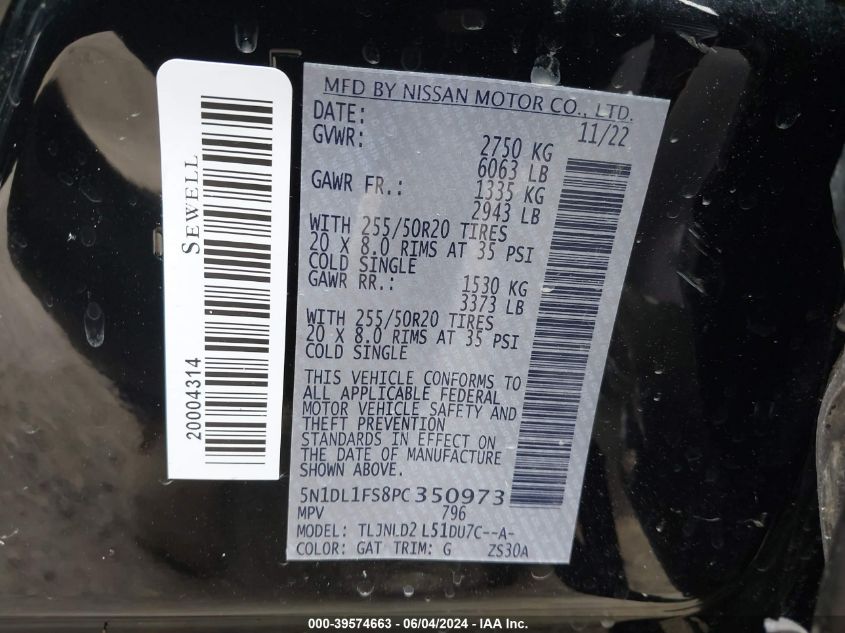 SEWELL
20004314
MFD BY NISSAN MOTOR CO., LTD.
DATE: 11/22
GVWR: 2750 KG
6063 LB
GAWR FR.: 1335 KG
2943 LB
WITH 255/50R20 TIRES
20 X 8.0 RIMS AT 35 PSI
COLD SINGLE
GAWR RR.: 1530 KG
3373 LB
WITH 255/50R20 TIRES
20 X 8.0 RIMS AT 35 PSI
COLD SINGLE
THIS VEHICLE CONFORMS TO
ALL APPLICABLE FEDERAL
MOTOR VEHICLE SAFETY AND
THEFT PREVENTION
STANDARDS IN EFFECT ON
THE DATE OF MANUFACTURE
SHOWN ABOVE.
5N1DL1FS8PC350973
MPV 796
MODEL: TLJNLD2 L51DU7C--A-
COLOR: GAT TRIM: G ZS30A
000-39574663 - 06/04/2024 - IAA Inc.